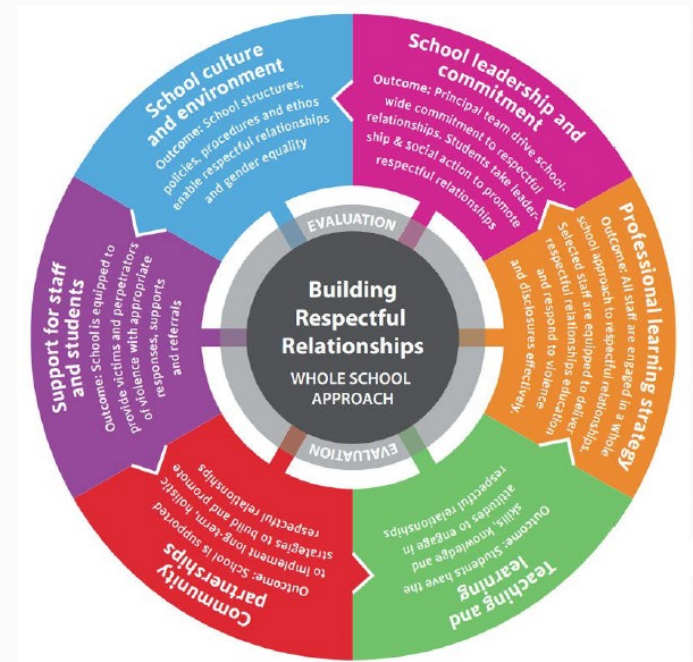 School culture
and environment
Outcome: School structures,
policies, procedures and ethos
enable respectful relationships
and gender equality
School leadership and
commitment
Outcome: Principal team drive school-
wide commitment to respectful
relationships. Students take leader-
ship & social action to promote
respectful relationships
Professional learning strategy
Outcome: All staff are engaged in a Whole
school approach to respectful relationships.
Selected staff are equipped to deliver
respectful relationships education
and respond to violence
and disclosures effectively.
Teaching and
learning
Outcome: Students have the
skills, knowledge and
attitudes to engage in
respectful relationships
Community
partnerships
Outcome: School is supported
to implement long-term, holistic
strategies to build and promote
respectful relationships
Support for staff
and students
Outcome: School is equipped to
provide victims and perpetrators
of violence with appropriate
responses, supports
and referrals
EVALUATION
Building
Respectful
Relationships
WHOLE SCHOOL
APPROACH
EVALUATION